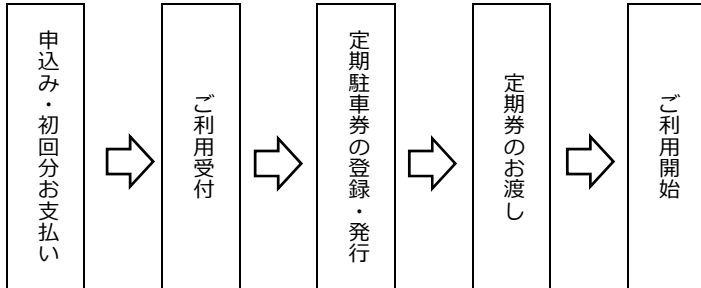 申込み・初回分お支払い
ご利用受付
定期駐車券の登録・発行
定期券のお渡し
ご利用開始